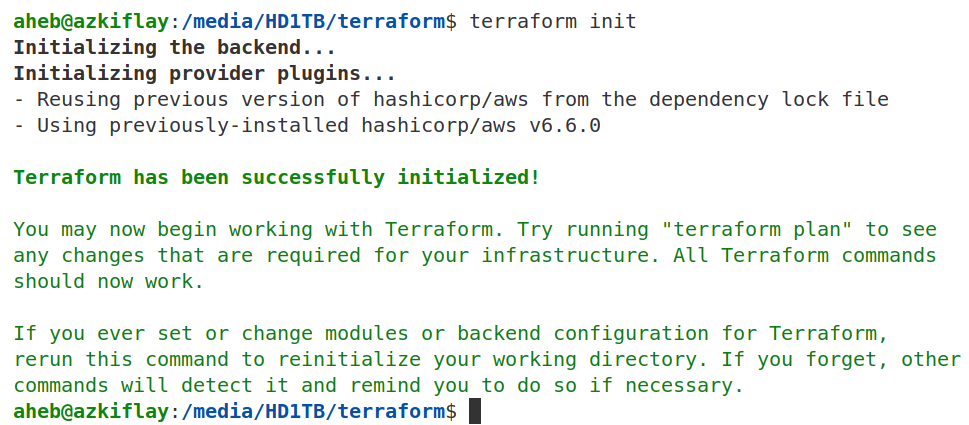 aheb@azkiflay:/media/HD1TB/terraform$ terraform init
Initializing the backend...
Initializing provider plugins...
- Reusing previous version of hashicorp/aws from the dependency lock file
- Using previously-installed hashicorp/aws v6.6.0
Terraform has been successfully initialized!
You may now begin working with Terraform. Try running "terraform plan" to see
any changes that are required for your infrastructure. All Terraform commands
should now work.
If you ever set or change modules or backend configuration for Terraform,
rerun this command to reinitialize your working directory. If you forget, other
commands will detect it and remind you to do so if necessary.
aheb@azkiflay:/media/HD1TB/terraform$